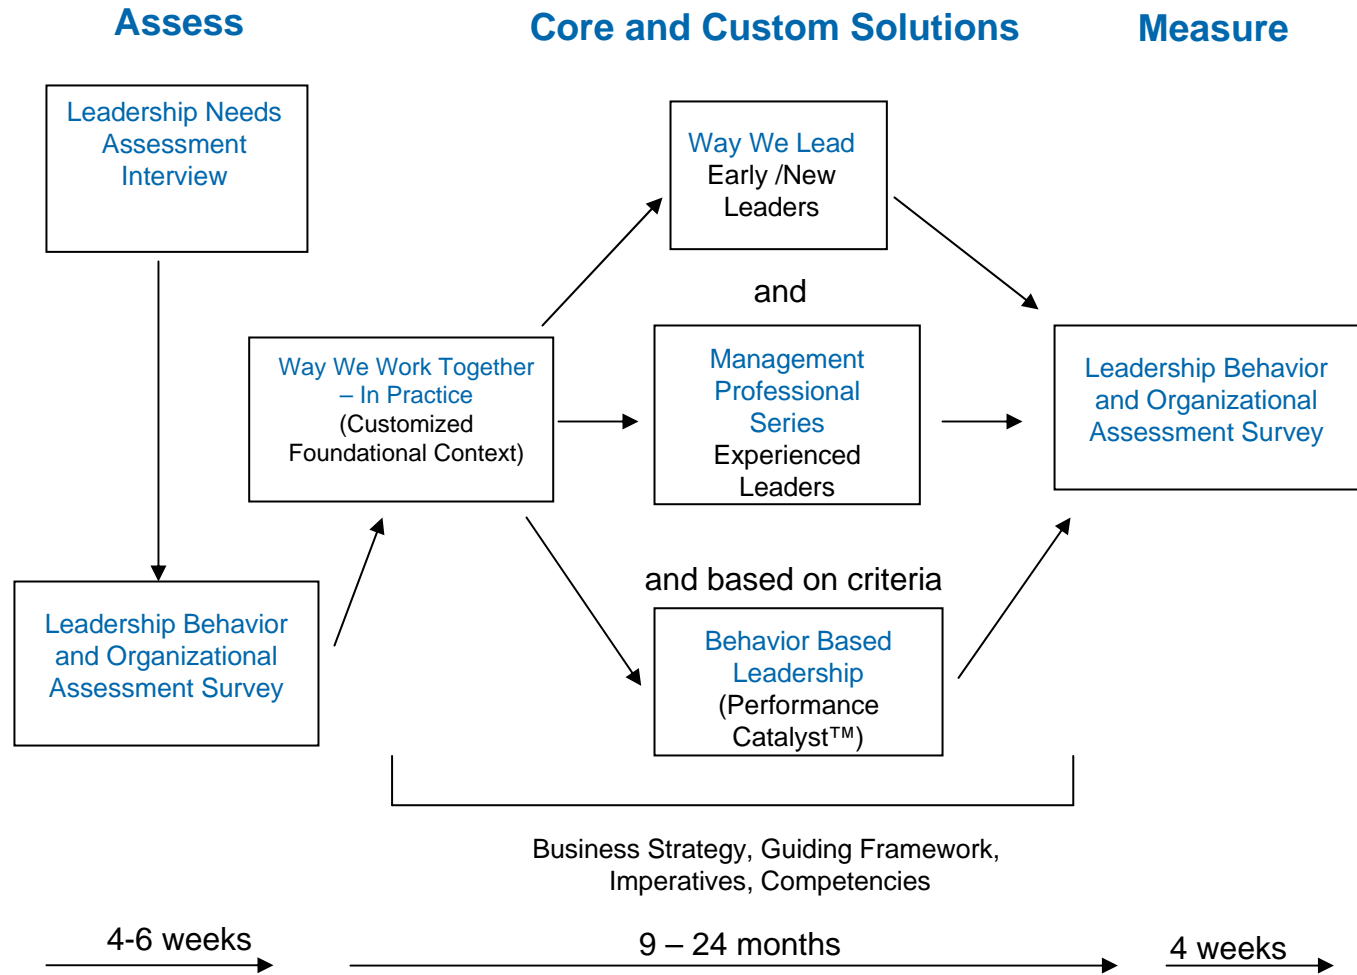 Assess
Core and Custom Solutions
Measure
Leadership Needs
Assessment
Interview
Way We Lead
Early /New
Leaders
and
Way We Work Together
– In Practice
(Customized
Foundational Context)
Management
Professional
Series
Experienced
Leaders
Leadership Behavior
and Organizational
Assessment Survey
and based on criteria
Leadership Behavior
and Organizational
Assessment Survey
Behavior Based
Leadership
(Performance
Catalyst™)
Business Strategy, Guiding Framework,
Imperatives, Competencies
4-6 weeks
9 – 24 months
4 weeks